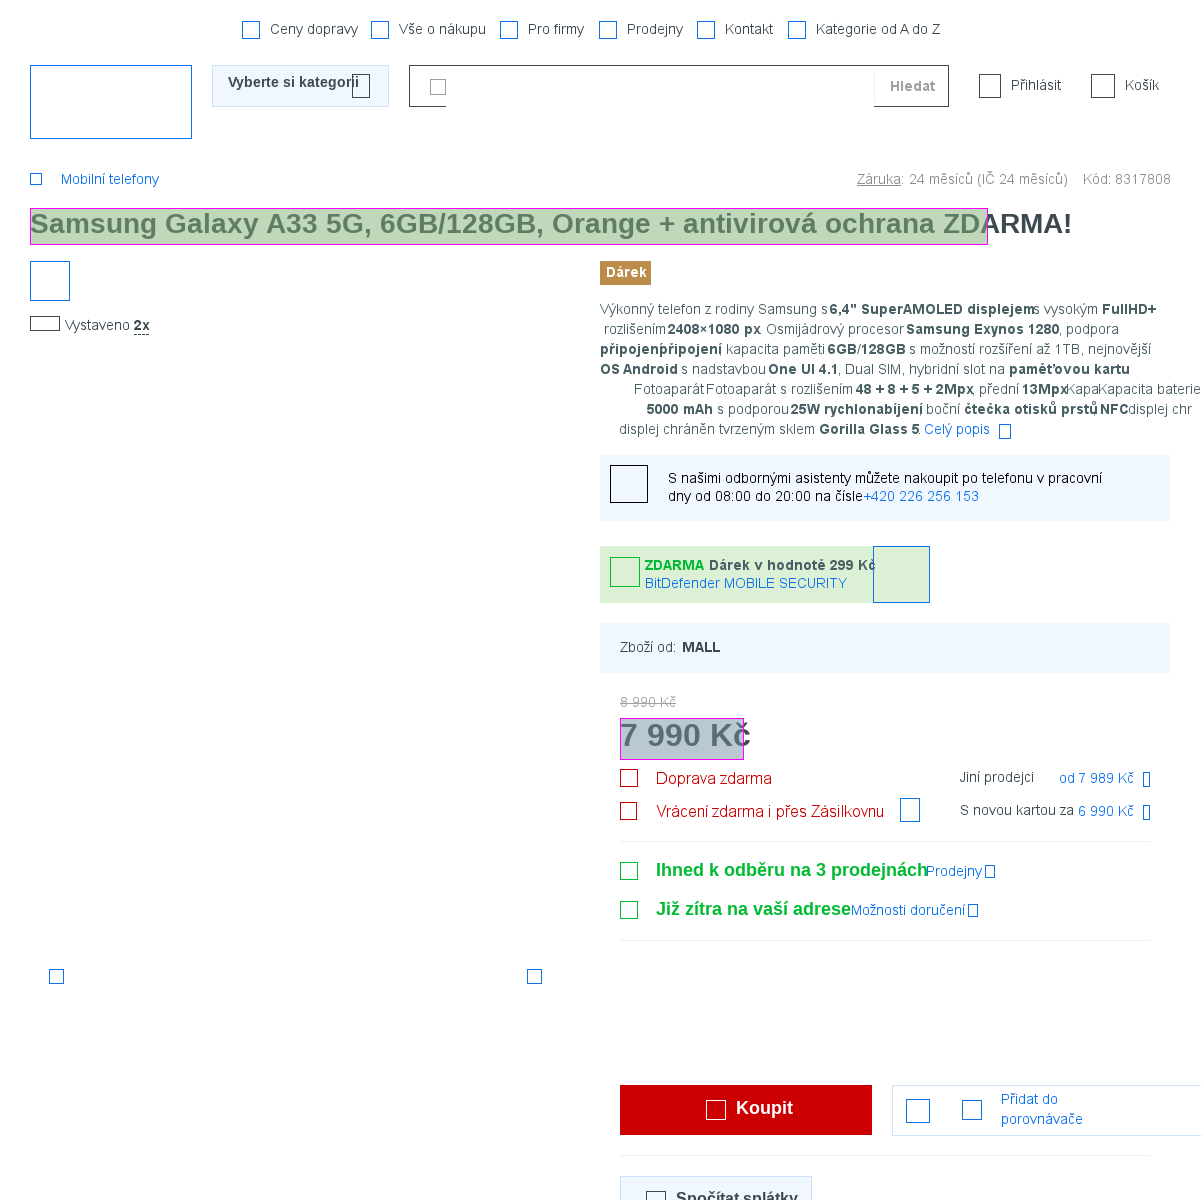 Ceny dopravy Vše o nákupu Pro firmy Prodejny Kontakt Kategorie od A do Z
Vyberte si kategorii Hledat Přihlásit Košík
Mobilní telefony Záruka: 24 měsíců (IČ 24 měsíců) Kód: 8317808
Samsung Galaxy A33 5G, 6GB/128GB, Orange + antivirová ochrana ZDARMA!
Dárek
Vystaveno 2x
Výkonný telefon z rodiny Samsung s 6,4" SuperAMOLED displejem s vysokým FullHD+
rozlišením 2408×1080 px. Osmijádrový procesor Samsung Exynos 1280, podpora
připojení připojení, kapacita paměti 6GB/128GB s možností rozšíření až 1TB, nejnovější
OS Android s nadstavbou One UI 4.1, Dual SIM, hybridní slot na paměťovou kartu
Fotoaparát Fotoaparát s rozlišením 48 + 8 + 5 + 2Mpx, přední 13Mpx Kapa Kapacita baterie
5000 mAh s podporou 25W rychlonabíjení, boční čtečka otisků prstů, NFC displej chr
displej chráněn tvrzeným sklem Gorilla Glass 5. Celý popis
S našimi odbornými asistenty můžete nakoupit po telefonu v pracovní
dny od 08:00 do 20:00 na čísle +420 226 256 153
ZDARMA Dárek v hodnotě 299 Kč
BitDefender MOBILE SECURITY
Zboží od: MALL
8 990 Kč
7 990 Kč
Doprava zdarma Jiní prodejci od 7 989 Kč
Vrácení zdarma i přes Zásilkovnu S novou kartou za 6 990 Kč
Ihned k odběru na 3 prodejnách Prodejny
Již zítra na vaší adrese Možnosti doručení
Koupit Přidat do
porovnávače
Spočítat splátky